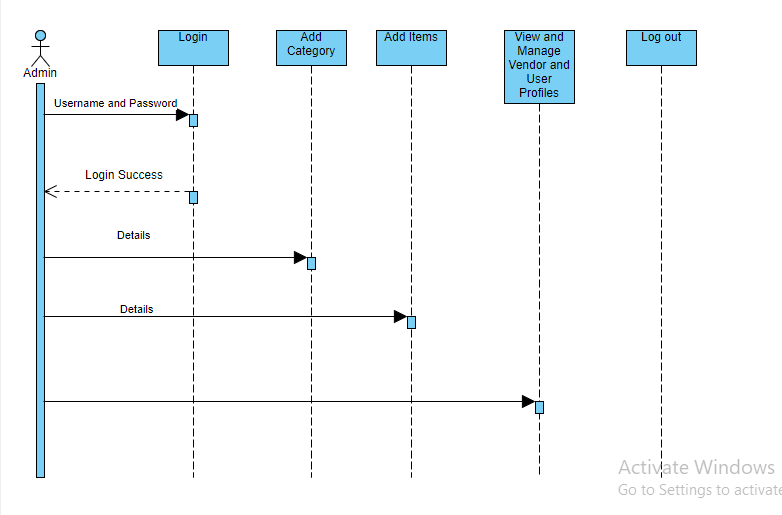 Login
Add
Category
Add Items
View and
Manage
Vendor and
User
Profiles
Log out
Admin
Username and Password
Login Success
Details
Details
Activate Windows
Go to Settings to activate